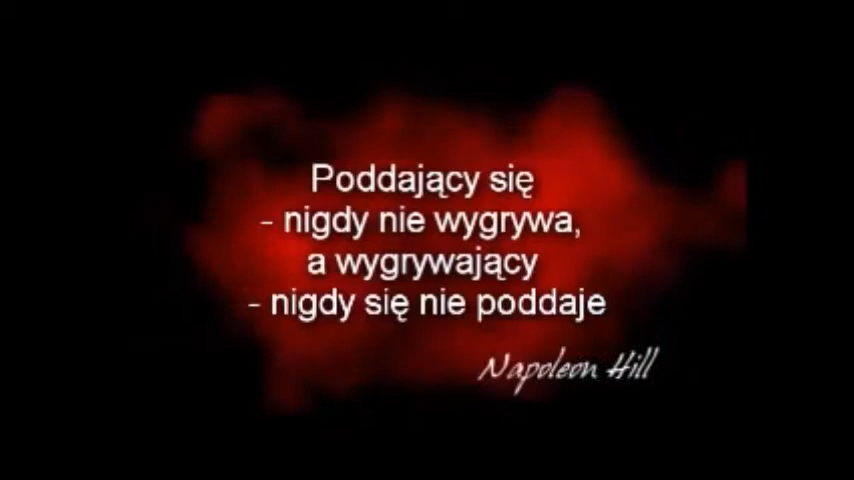 Poddający się
- nigdy nie wygrywa,
a wygrywający
- nigdy się nie poddaje
Napoleon Hill